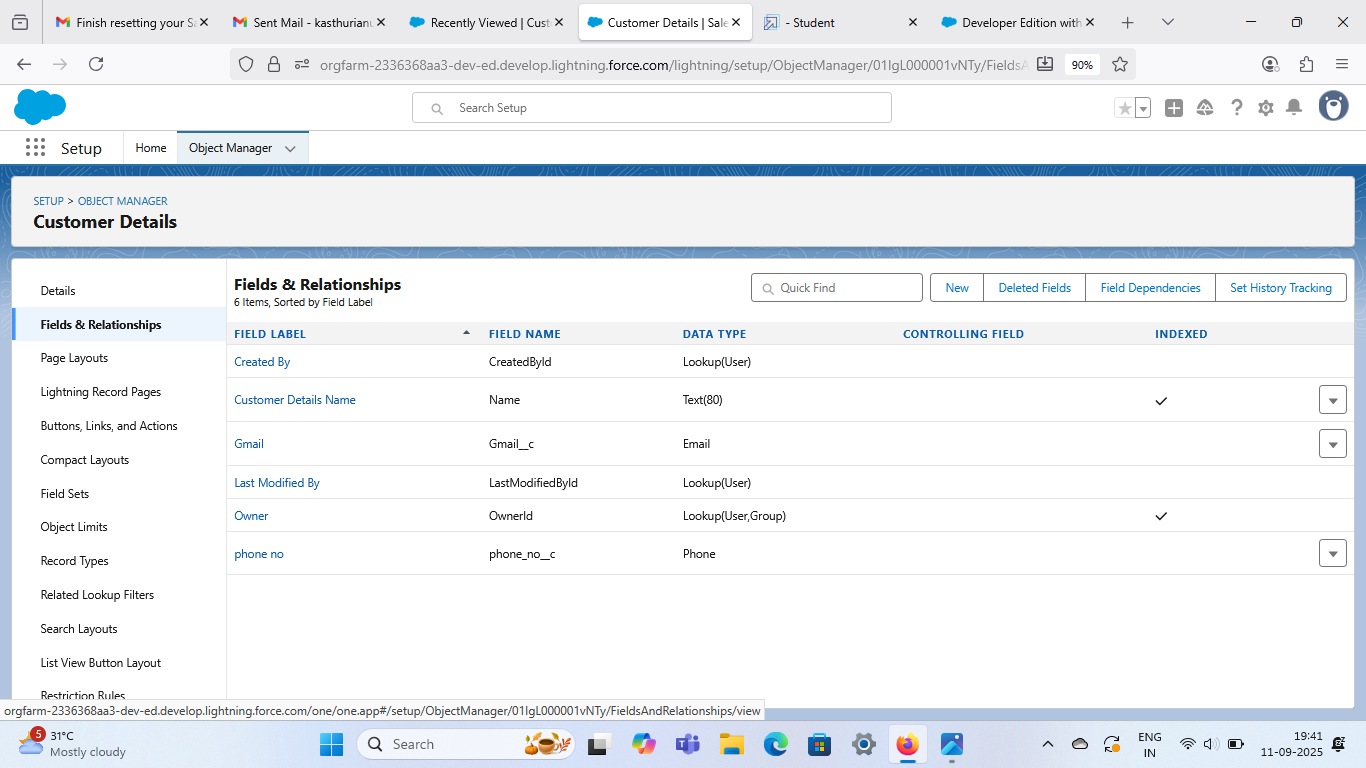 Finish resetting your Sa
Sent Mail - kasthurianu
Recently Viewed | Cust
Customer Details | Sale
- Student
Developer Edition with
orgfarm-2336368aa3-dev-ed.develop.lightning.force.com/lightning/setup/ObjectManager/01IgL000001vNTy/FieldsA
90%
Search Setup
Setup
Home
Object Manager
SETUP > OBJECT MANAGER
Customer Details
Details
Fields & Relationships
Page Layouts
Lightning Record Pages
Buttons, Links, and Actions
Compact Layouts
Field Sets
Object Limits
Record Types
Related Lookup Filters
Search Layouts
List View Button Layout
Restriction Rules
Fields & Relationships
6 Items, Sorted by Field Label
Quick Find
New
Deleted Fields
Field Dependencies
Set History Tracking
FIELD LABEL FIELD NAME DATA TYPE CONTROLLING FIELD INDEXED
Created By CreatedById Lookup(User)
Customer Details Name Name Text(80)
Gmail Gmail__c Email
Last Modified By LastModifiedById Lookup(User)
Owner OwnerId Lookup(User,Group)
phone no phone_no__c Phone
orgfarm-2336368aa3-dev-ed.develop.lightning.force.com/one/one.app#/setup/ObjectManager/01IgL000001vNTy/FieldsAndRelationships/view
5
31°C
Mostly cloudy
Search
ENG
IN
19:41
11-09-2025